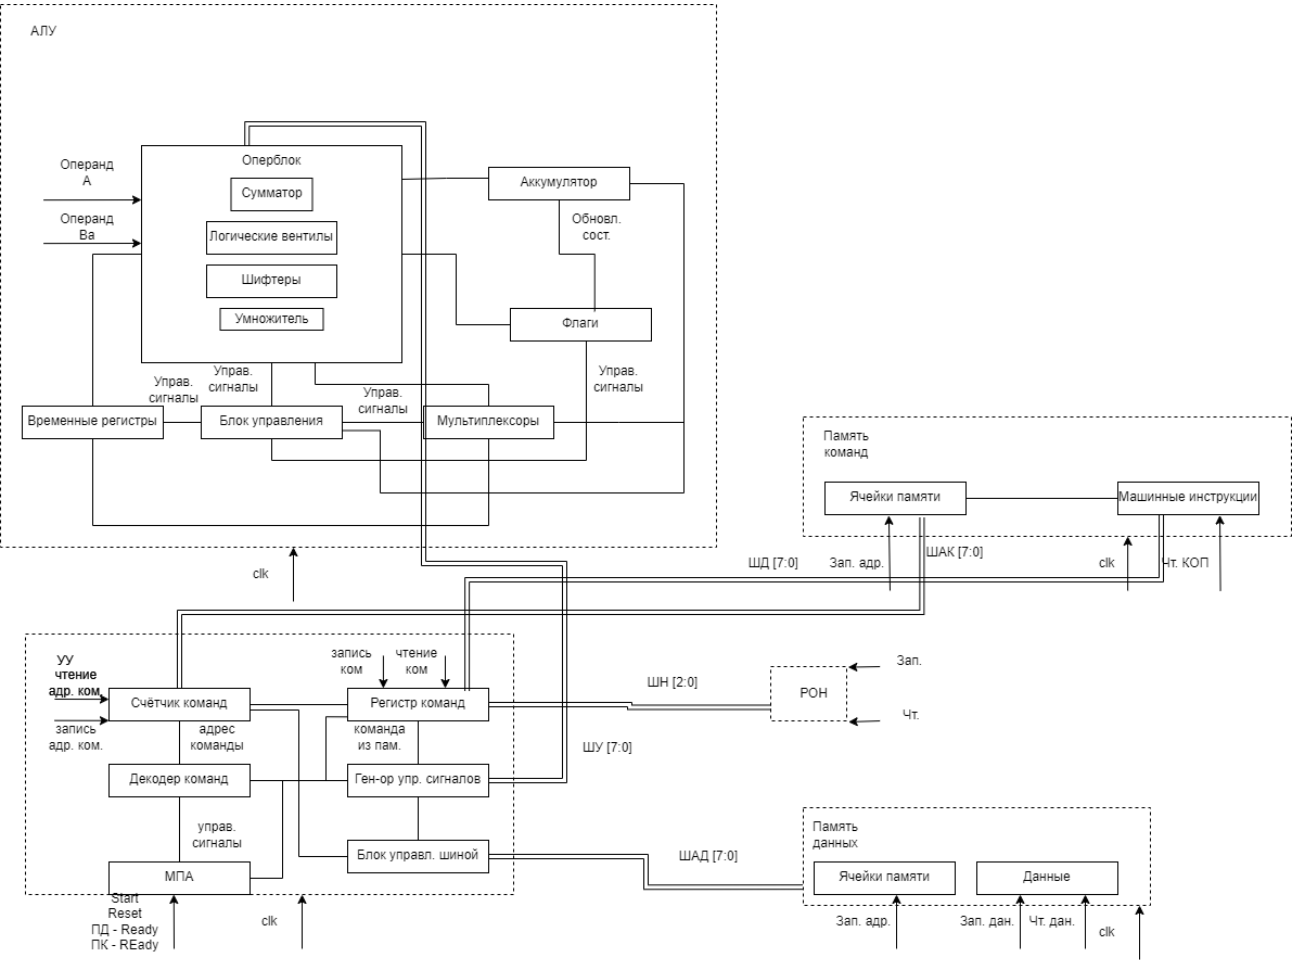 АЛУ
Операнд
А
Операнд
Ва
Оперблок
Сумматор
Логические вентилы
Шифтеры
Умножитель
Аккумулятор
Обновл.
сост.
Флаги
Управ.
сигналы
Управ.
сигналы
Управ.
сигналы
Управ.
сигналы
Временные регистры
Блок управления
Мультиплексоры
clk
Память
команд
Ячейки памяти
Машинные инструкции
ШД [7:0]
Зап. адр.
ШАК [7:0]
clk
Чт. КОП
УУ
чтение
адр. ком.
запись
адр. ком.
запись
ком
чтение
ком
Счётчик команд
Регистр команд
адрес
команды
команда
из пам.
Декодер команд
Ген-ор упр. сигналов
управ.
сигналы
Блок управл. шиной
МПА
Start
Reset
ПД - Ready
ПК - REady
clk
ШН [2:0]
ШУ [7:0]
РОН
Зап.
Чт.
ШАД [7:0]
Память
данных
Ячейки памяти
Данные
Зап. адр.
Зап. дан.
Чт. дан.
clk